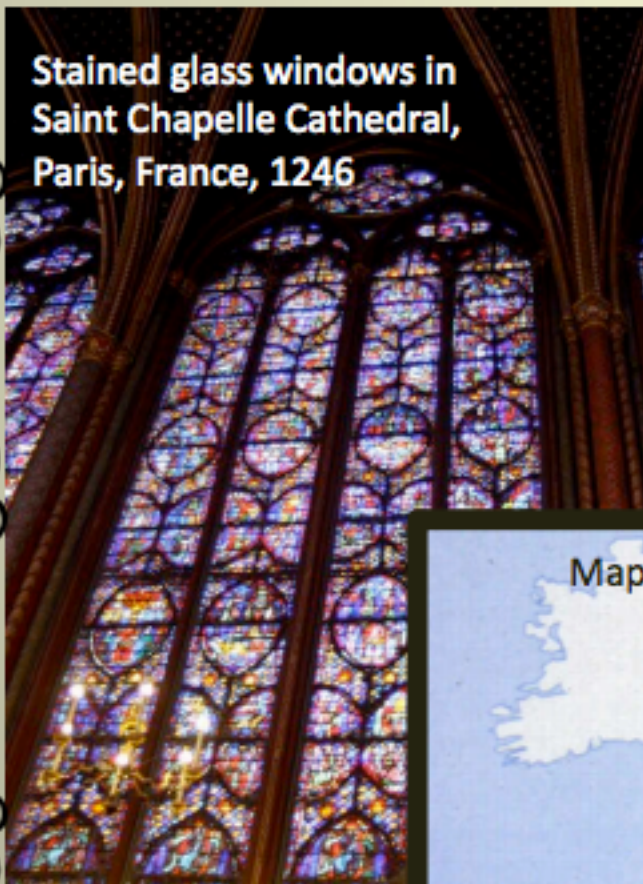 Stained glass windows in
Saint Chapelle Cathedral,
Paris, France, 1246
Map